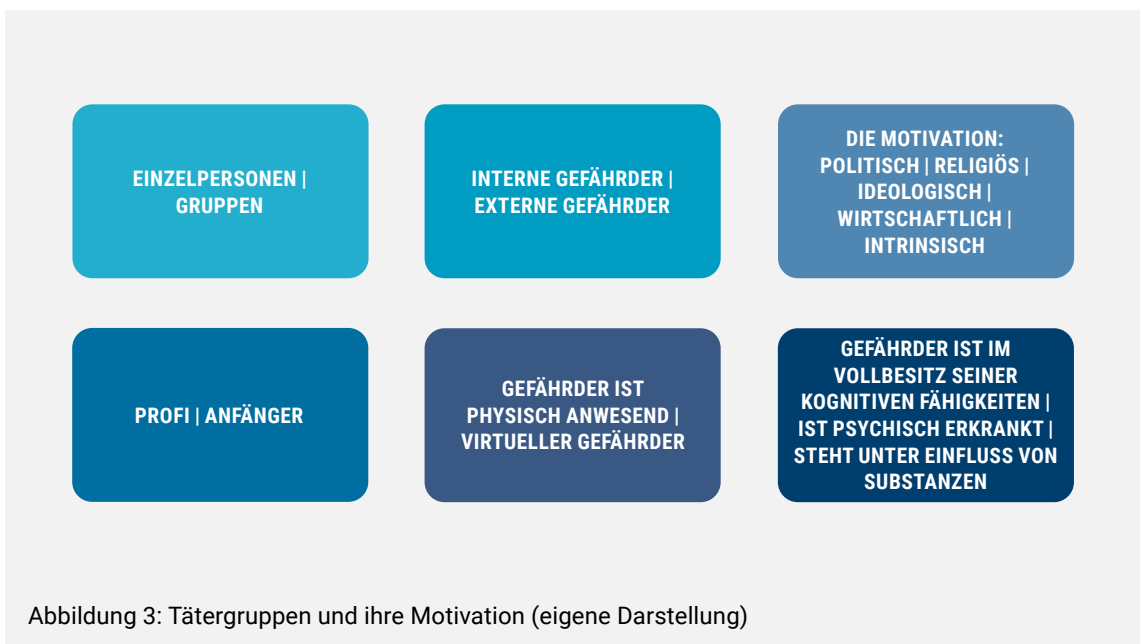 EINZELPERSONEN |
GRUPPEN
INTERNE GEFÄHRDER |
EXTERNE GEFÄHRDER
DIE MOTIVATION:
POLITISCH | RELIGIÖS |
IDEOLOGISCH |
WIRTSCHAFTLICH |
INTRINSISCH
PROFI | ANFÄNGER
GEFÄHRDER IST
PHYSISCH ANWESEND |
VIRTUELLER GEFÄHRDER
GEFÄHRDER IST IM
VOLLBESITZ SEINER
KOGNITIVEN FÄHIGKEITEN |
IST PSYCHISCH ERKRANKT |
STEHT UNTER EINFLUSS VON
SUBSTANZEN
Abbildung 3: Tätergruppen und ihre Motivation (eigene Darstellung)